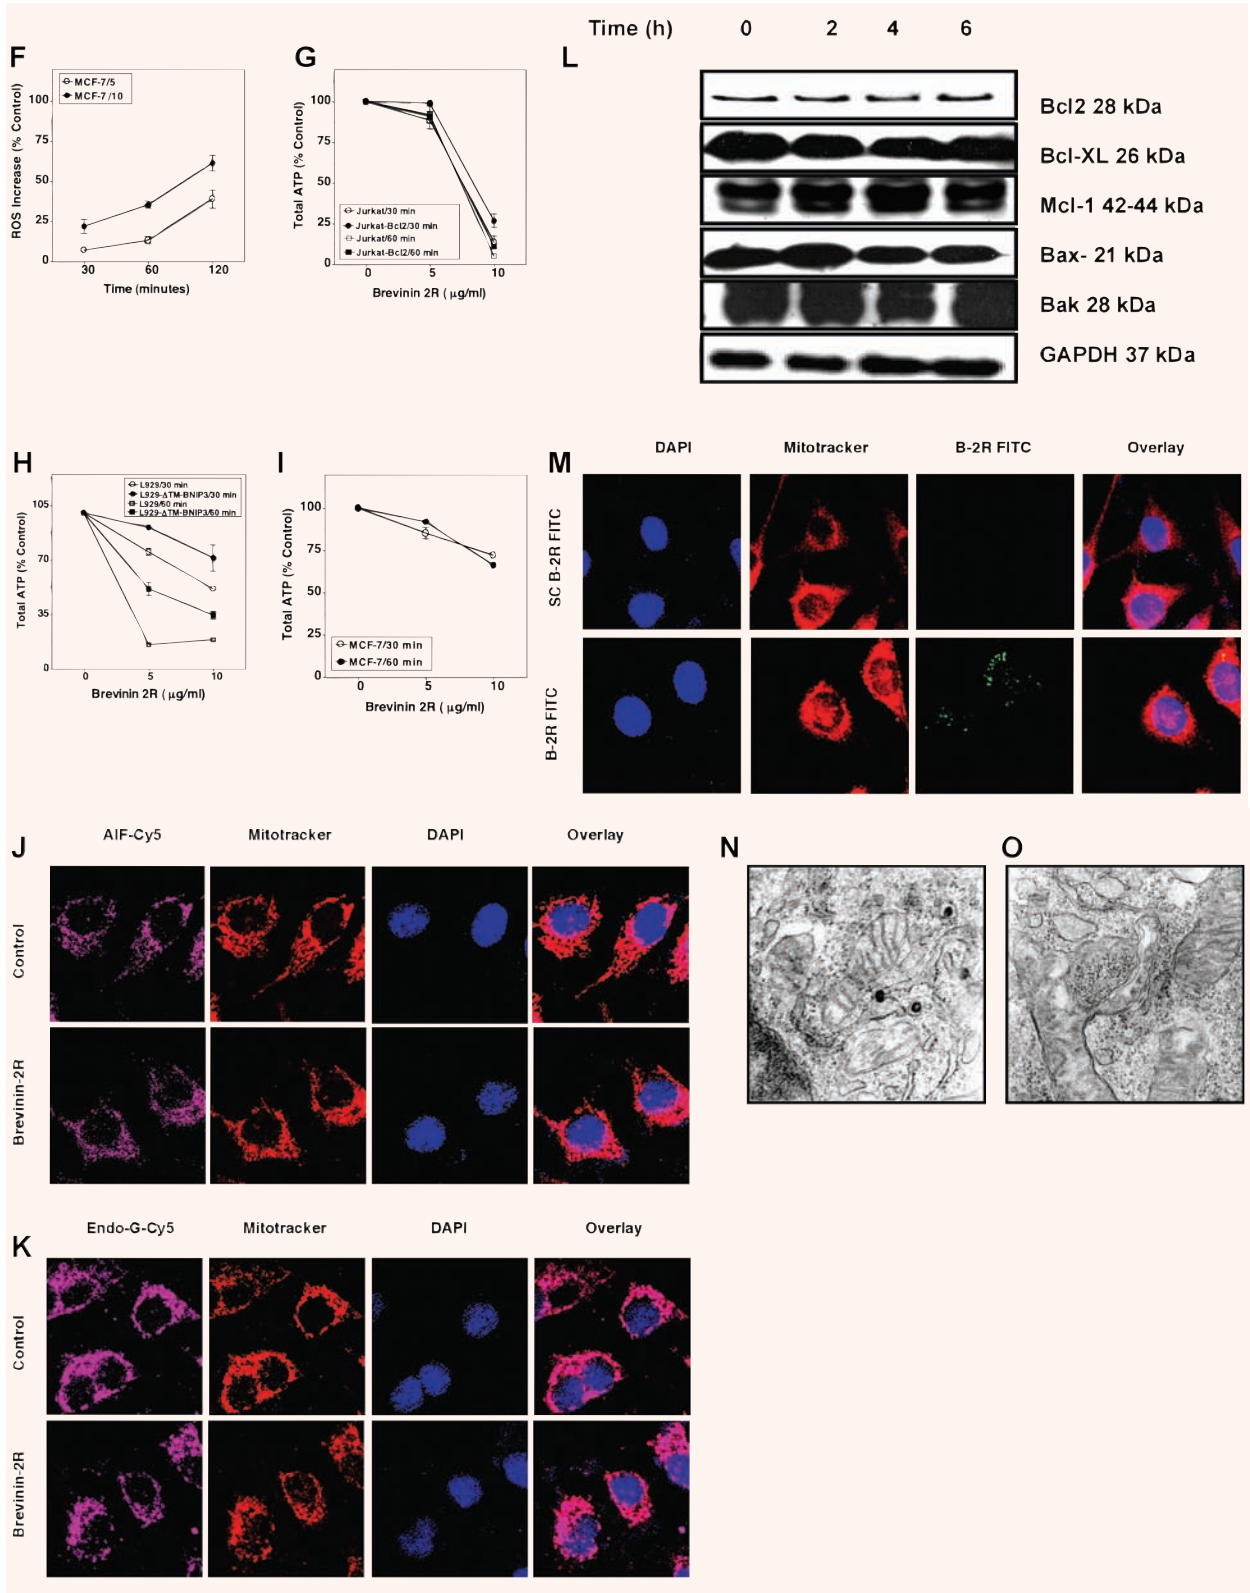 Time (h) 0 2 4 6
F
G
L
MCF-7/5
MCF-7/10
ROS Increase (% Control)
100
75
50
25
0
30 60 120
Time (minutes)
Total ATP (% Control)
100
75
50
25
0
Jurkat/30 min
Jurkat-Bcl2/30 min
Jurkat/60 min
Jurkat-Bcl2/60 min
0 5 10
Brevinin 2R ( µg/ml)
Bcl2 28 kDa
Bcl-XL 26 kDa
Mcl-1 42-44 kDa
Bax- 21 kDa
Bak 28 kDa
GAPDH 37 kDa
H
I
M
L929/30 min
L929-ΔTM-BNIP3/30 min
L929/60 min
L929-ΔTM-BNIP3/60 min
Total ATP (% Control)
105
70
35
0
0 5 10
Brevinin 2R ( µg/ml)
Total ATP (% Control)
100
75
50
25
0
MCF-7/30 min
MCF-7/60 min
0 5 10
Brevinin 2R ( µg/ml)
DAPI Mitotracker B-2R FITC Overlay
SC B-2R FITC
B-2R FITC
J
AIF-Cy5 Mitotracker DAPI Overlay
Control
Brevinin-2R
N
O
K
Endo-G-Cy5 Mitotracker DAPI Overlay
Control
Brevinin-2R